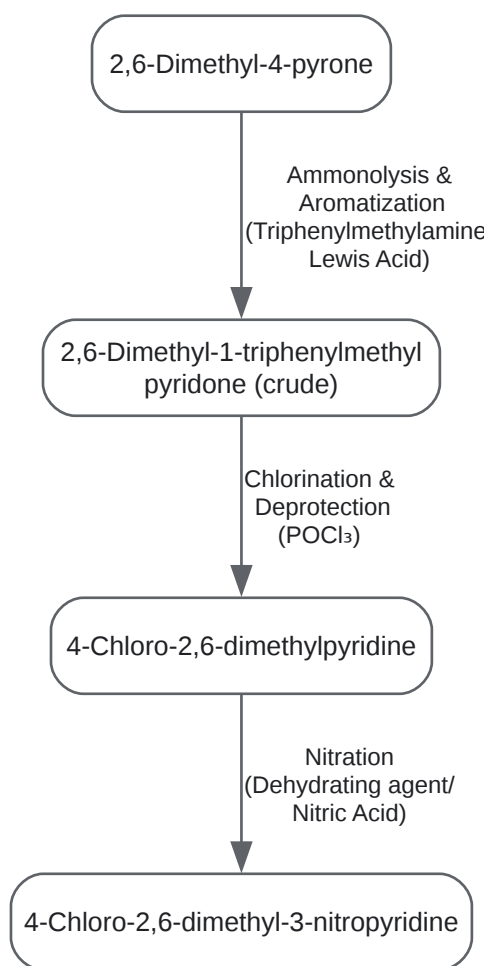 2,6-Dimethyl-4-pyrone
Ammonolysis &
Aromatization
(Triphenylmethylamine
Lewis Acid)
2,6-Dimethyl-1-triphenylmethyl
pyridone (crude)
Chlorination &
Deprotection
(POCl₃)
4-Chloro-2,6-dimethylpyridine
Nitration
(Dehydrating agent/
Nitric Acid)
4-Chloro-2,6-dimethyl-3-nitropyridine